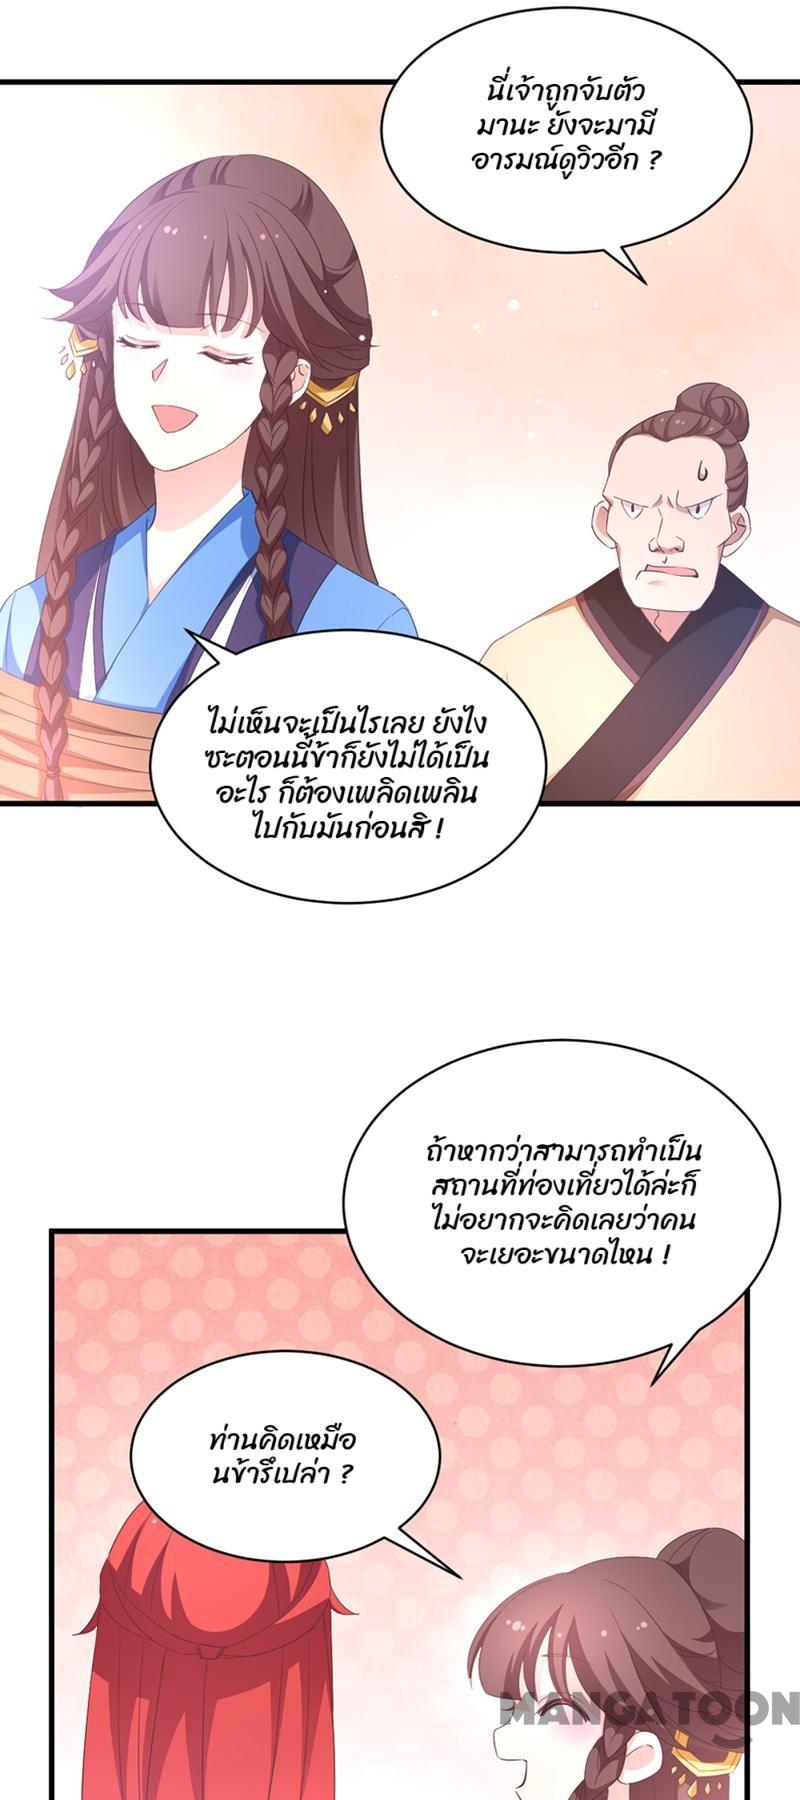 นี่เจ้าถูกจับตัว
มานะ ยังจะมามี
อารมณ์ดูวิวอีก ?
ไม่เห็นจะเป็นไรเลย ยังไง
ซะตอนนี้ข้าก็ยังไม่ได้เป็น
อะไร ก็ต้องเพลิดเพลิน
ไปกับมันก่อนสิ !
ถ้าหากว่าสามารถทำเป็น
สถานที่ท่องเที่ยวได้ล่ะก็
ไม่อยากจะคิดเลยว่าคน
จะเยอะขนาดไหน !
ท่านคิดเหมือ
นข้ารึเปล่า ?
MANGATOON